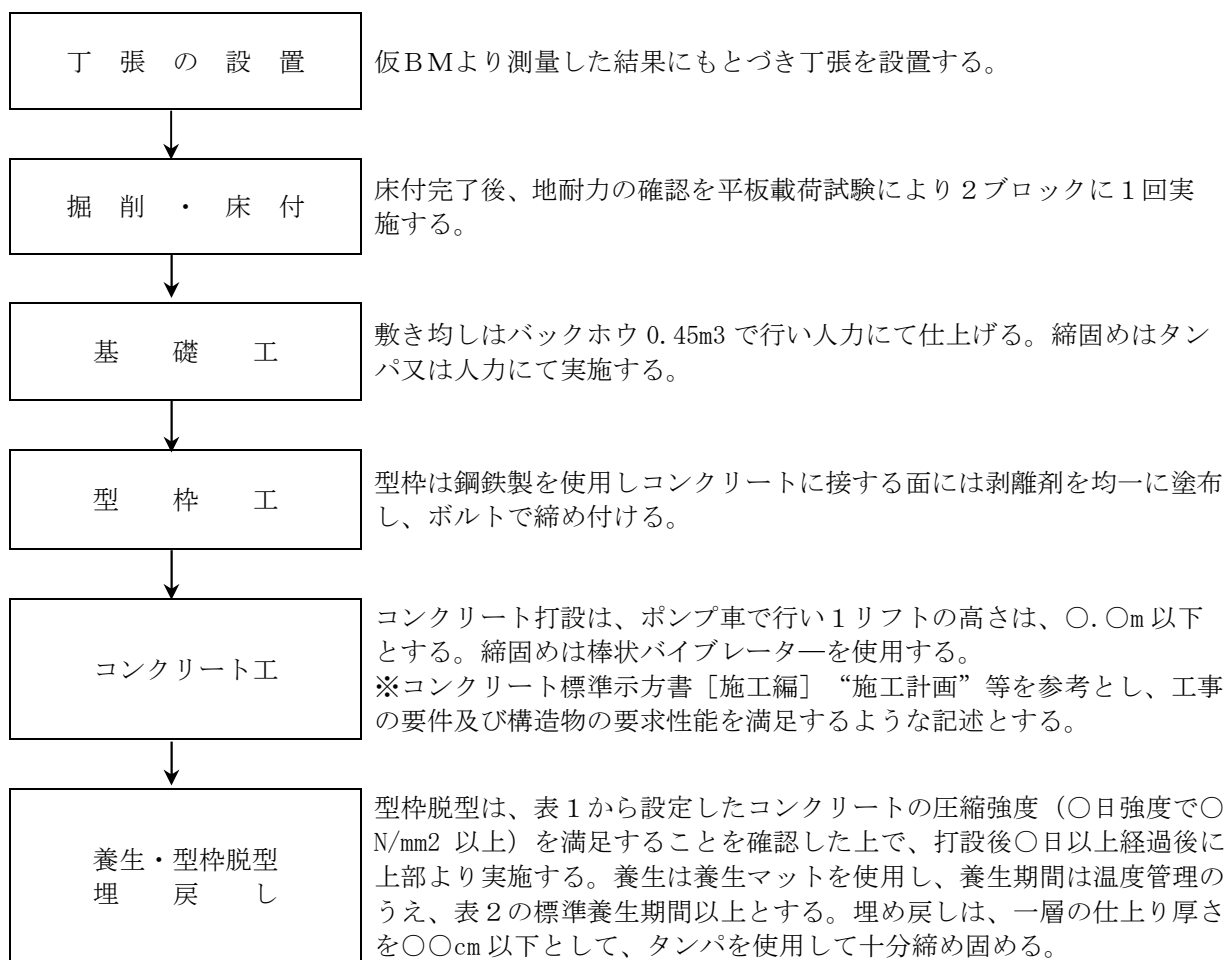 丁　張　の　設　置
仮ＢＭより測量した結果にもとづき丁張を設置する。
掘　削　・　床　付
床付完了後、地耐力の確認を平板載荷試験により２ブロックに１回実
施する。
基　　礎　　工
敷き均しはバックホウ 0.45m3 で行い人力にて仕上げる。締固めはタン
パ又は人力にて実施する。
型　　枠　　工
型枠は鋼鉄製を使用しコンクリートに接する面には剥離剤を均一に塗布
し、ボルトで締め付ける。
コンクリート工
コンクリート打設は、ポンプ車で行い１リフトの高さは、○.○m 以下
とする。締固めは棒状バイブレータ―を使用する。
※コンクリート標準示方書［施工編］“施工計画”等を参考とし、工事
の要件及び構造物の要求性能を満足するような記述とする。
養生・型枠脱型
埋　　戻　　し
型枠脱型は、表１から設定したコンクリートの圧縮強度（○日強度で○
N/mm2 以上）を満足することを確認した上で、打設後○日以上経過後に
上部より実施する。養生は養生マットを使用し、養生期間は温度管理の
うえ、表２の標準養生期間以上とする。埋め戻しは、一層の仕上り厚さ
を○○cm 以下として、タンパを使用して十分締め固める。